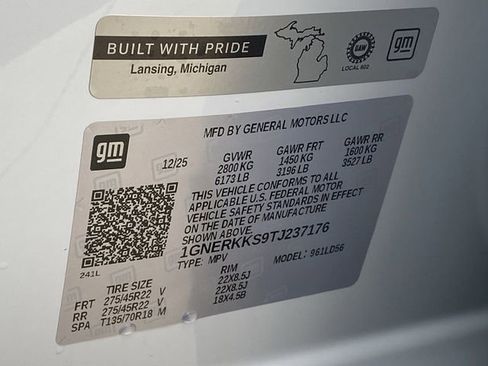 BUILT WITH PRIDE
Lansing, Michigan
GAW
LOCAL 602
gm
gm
MFD BY GENERAL MOTORS LLC
12/25 GVWR GAWR FRT GAWR RR
2800 KG 1450 KG 1600 KG
6173 LB 3196 LB 3527 LB
THIS VEHICLE CONFORMS TO ALL
APPLICABLE U.S. FEDERAL MOTOR
VEHICLE SAFETY STANDARDS IN
EFFECT ON THE DATE OF
MANUFACTURE SHOWN ABOVE.
1GNERKKS9TJ237176
TYPE: MPV MODEL: 961LD56
241L
TIRE SIZE RIM
FRT 275/45R22 V 22X8.5J
RR 275/45R22 V 22X8.5J
SPA T135/70R18 M 18X4.5B